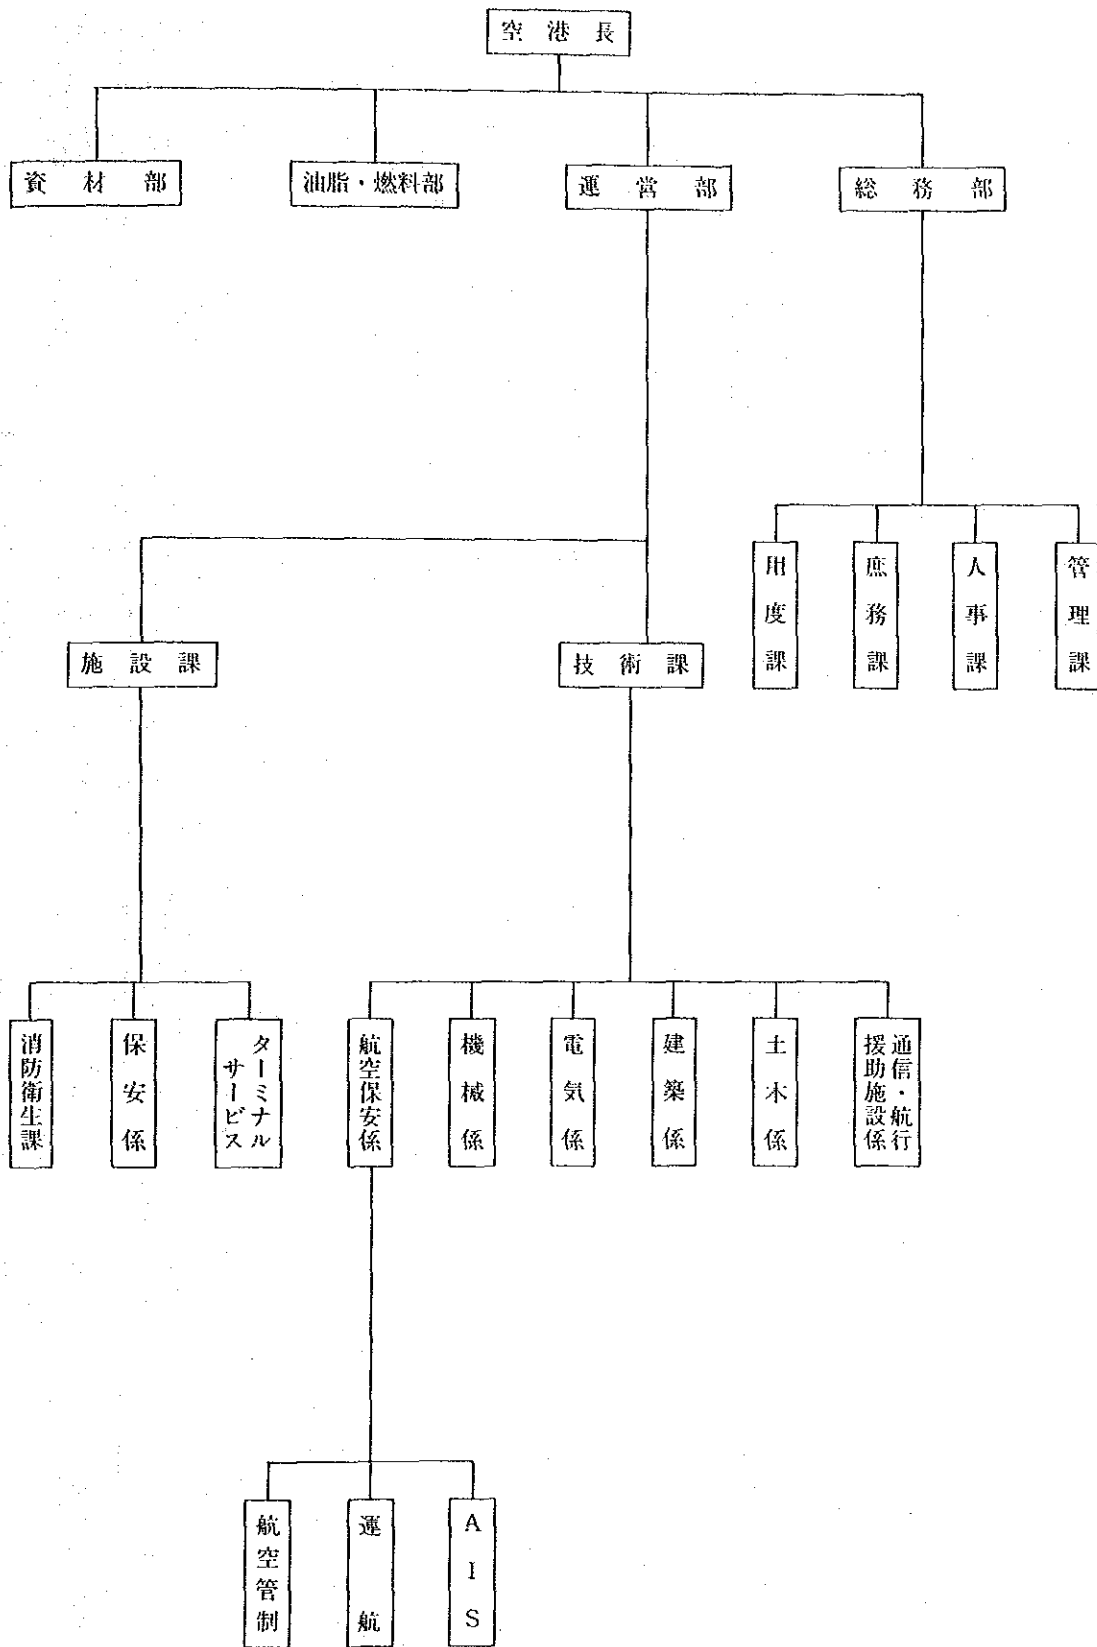 空港長
資材部
油脂・燃料部
運営部
総務部
用度課
庶務課
人事課
管理課
施設課
技術課
消防衛生課
保安係
ターミナル
サービス
航空保安係
機械係
電気係
建築係
土木係
通信・航行
援助施設係
航空管制
運航
AIS